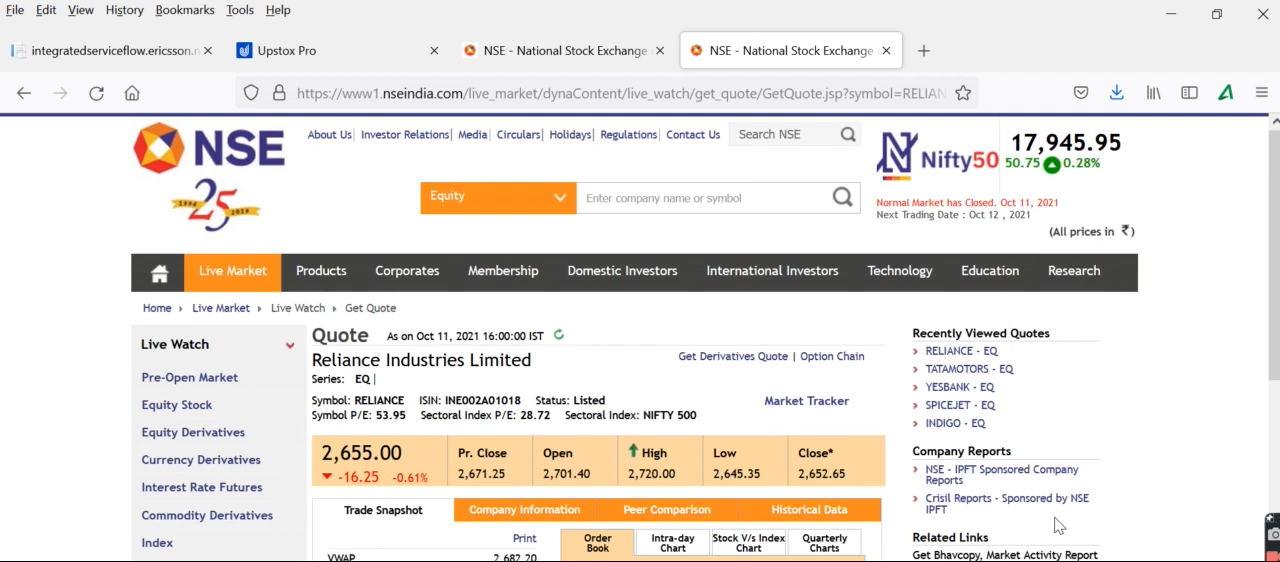 File Edit View History Bookmarks Tools Help
integratedserviceflow.ericsson.n
Upstox Pro
NSE - National Stock Exchange
NSE - National Stock Exchange
https://www1.nseindia.com/live_market/dynaContent/live_watch/get_quote/GetQuote.jsp?symbol=RELIAN
NSE
25
About Us| Investor Relations| Media| Circulars| Holidays| Regulations| Contact Us
Search NSE
Nifty50
17,945.95
50.75 0.28%
Equity
Enter company name or symbol
Normal Market has Closed. Oct 11, 2021
Next Trading Date : Oct 12 , 2021
(All prices in ₹)
Live Market Products Corporates Membership Domestic Investors International Investors Technology Education Research
Home Live Market Live Watch Get Quote
Live Watch
Pre-Open Market
Equity Stock
Equity Derivatives
Currency Derivatives
Interest Rate Futures
Commodity Derivatives
Index
Quote As on Oct 11, 2021 16:00:00 IST
Reliance Industries Limited
Get Derivatives Quote | Option Chain
Series: EQ |
Symbol: RELIANCE ISIN: INE002A01018 Status: Listed
Market Tracker
Symbol P/E: 53.95 Sectoral Index P/E: 28.72 Sectoral Index: NIFTY 500
2,655.00 Pr. Close Open High Low Close*
-16.25 -0.61% 2,671.25 2,701.40 2,720.00 2,645.35 2,652.65
Trade Snapshot Company Information Peer Comparison Historical Data
Print
Order Book
Intra-day Chart
Stock V/s Index Chart
Quarterly Charts
VWAP 2,682.20
Recently Viewed Quotes
RELIANCE - EQ
TATAMOTORS - EQ
YESBANK - EQ
SPICEJET - EQ
INDIGO - EQ
Company Reports
NSE - IPFT Sponsored Company
Reports
Crisil Reports - Sponsored by NSE
IPFT
Related Links
Get Bhavcopy, Market Activity Report